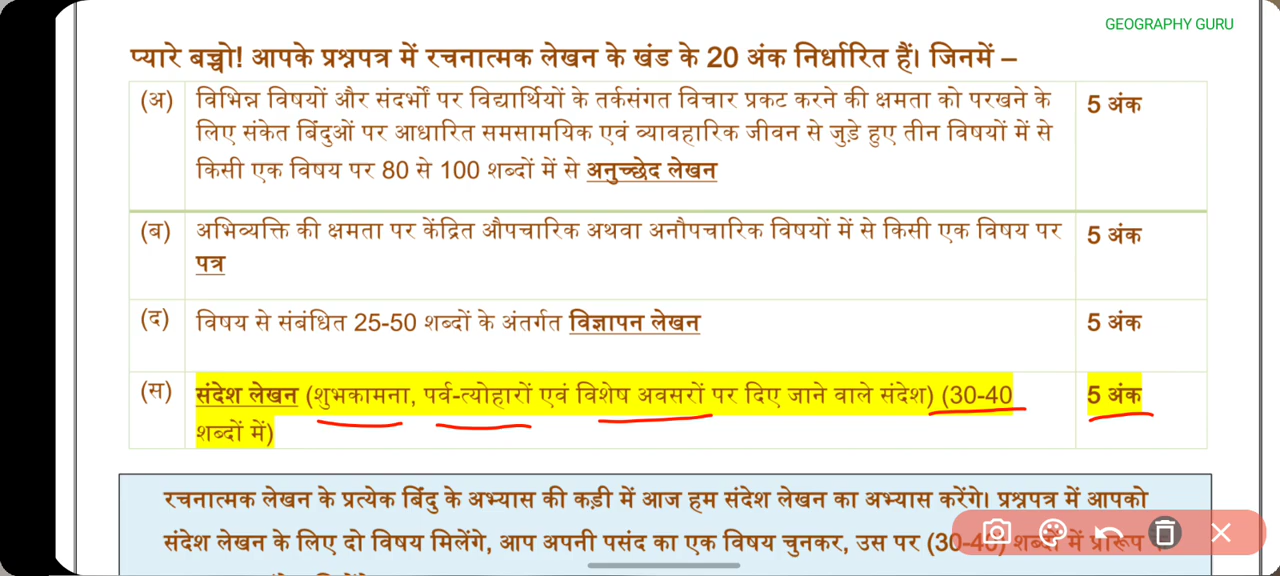 GEOGRAPHY GURU
प्यारे बच्चो! आपके प्रश्नपत्र में रचनात्मक लेखन के खंड के 20 अंक निर्धारित हैं। जिनमें –
(अ) विभिन्न विषयों और संदर्भों पर विद्यार्थियों के तर्कसंगत विचार प्रकट करने की क्षमता को परखने के 5 अंक
लिए संकेत बिंदुओं पर आधारित समसामयिक एवं व्यावहारिक जीवन से जुड़े हुए तीन विषयों में से
किसी एक विषय पर 80 से 100 शब्दों में से अनुच्छेद लेखन
(ब) अभिव्यक्ति की क्षमता पर केंद्रित औपचारिक अथवा अनौपचारिक विषयों में से किसी एक विषय पर 5 अंक
पत्र
(द) विषय से संबंधित 25-50 शब्दों के अंतर्गत विज्ञापन लेखन 5 अंक
(स) संदेश लेखन (शुभकामना, पर्व-त्योहारों एवं विशेष अवसरों पर दिए जाने वाले संदेश) (30-40 5 अंक
शब्दों में)
रचनात्मक लेखन के प्रत्येक बिंदु के अभ्यास की कड़ी में आज हम संदेश लेखन का अभ्यास करेंगे। प्रश्नपत्र में आपको
संदेश लेखन के लिए दो विषय मिलेंगे, आप अपनी पसंद का एक विषय चुनकर, उस पर (30-40) शब्दों में प्रारूप